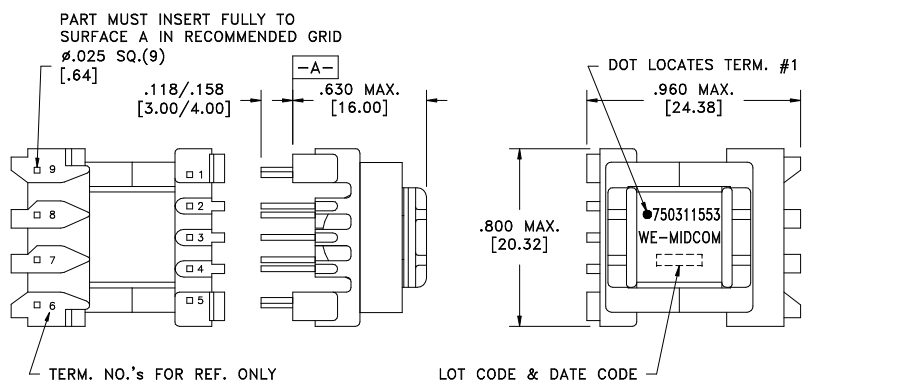 PART MUST INSERT FULLY TO
SURFACE A IN RECOMMENDED GRID
ø.025 SQ.(9)
[.64]
-A-
.118/.158
[3.00/4.00]
.630 MAX.
[16.00]
DOT LOCATES TERM. #1
.960 MAX.
[24.38]
9
1
8
2
7
3
4
6
5
.800 MAX.
[20.32]
750311553
WE-MIDCOM
TERM. NO.'s FOR REF. ONLY
LOT CODE & DATE CODE